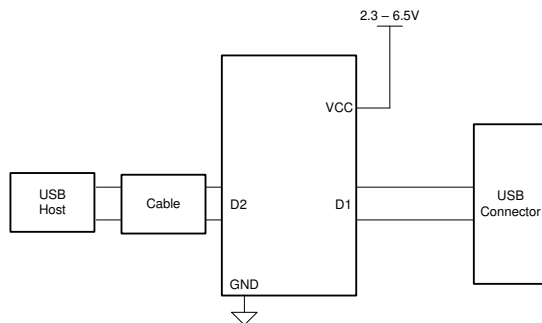 2.3 – 6.5V
VCC
USB
Host
Cable
D2
D1
USB
Connector
GND